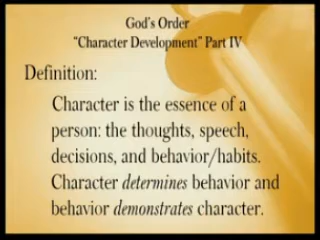 God's Order
"Character Development" Part IV
Definition:
Character is the essence of a
person: the thoughts, speech,
decisions, and behavior/habits.
Character determines behavior and
behavior demonstrates character.